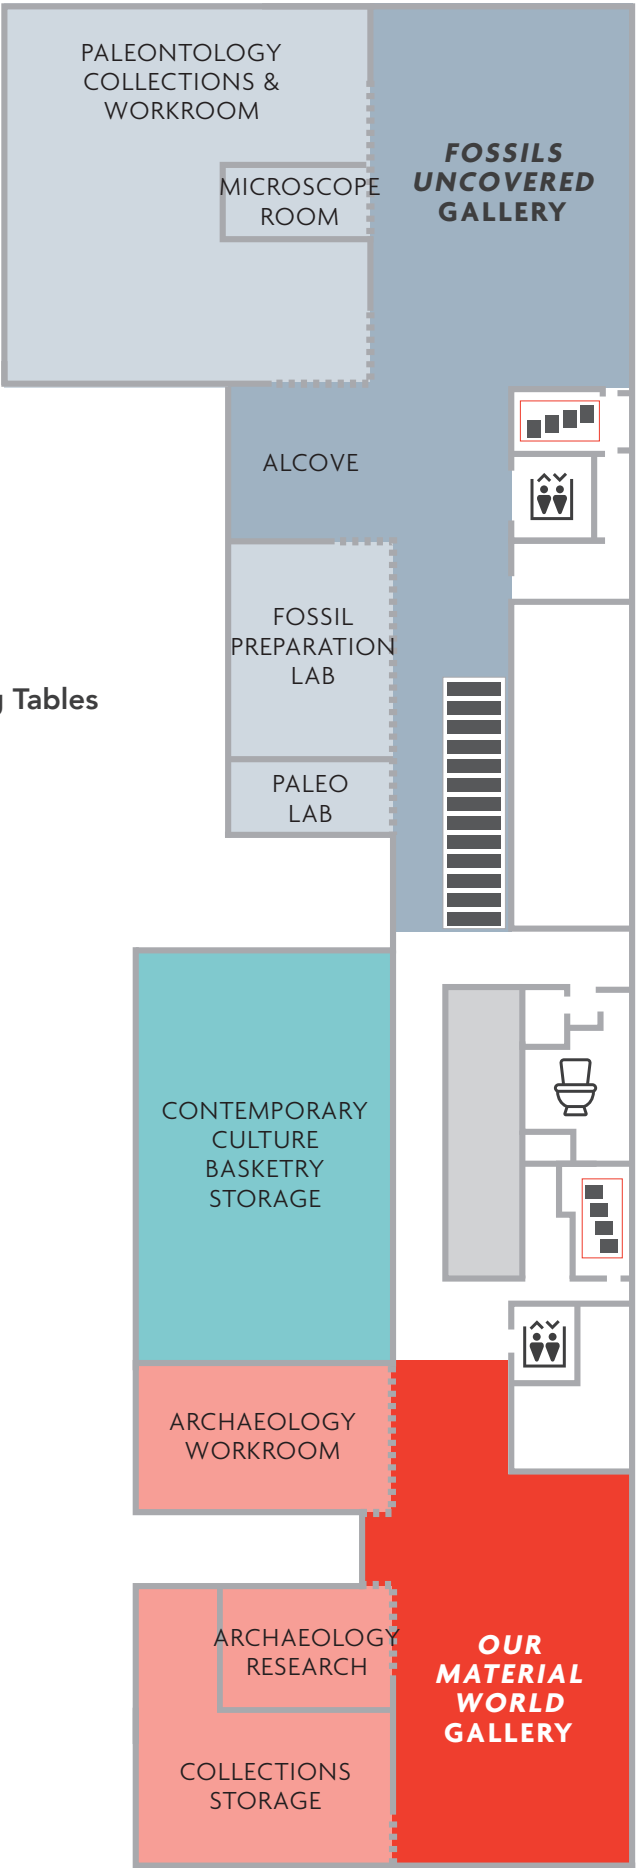 PALEONTOLOGY
COLLECTIONS &
WORKROOM
FOSSILS
UNCOVERED
GALLERY
MICROSCOPE
ROOM
ALCOVE
FOSSIL
PREPARATION
LAB
Tables
PALEO
LAB
CONTEMPORARY
CULTURE
BASKETRY
STORAGE
ARCHAEOLOGY
WORKROOM
ARCHAEOLOGY
RESEARCH
OUR
MATERIAL
WORLD
GALLERY
COLLECTIONS
STORAGE